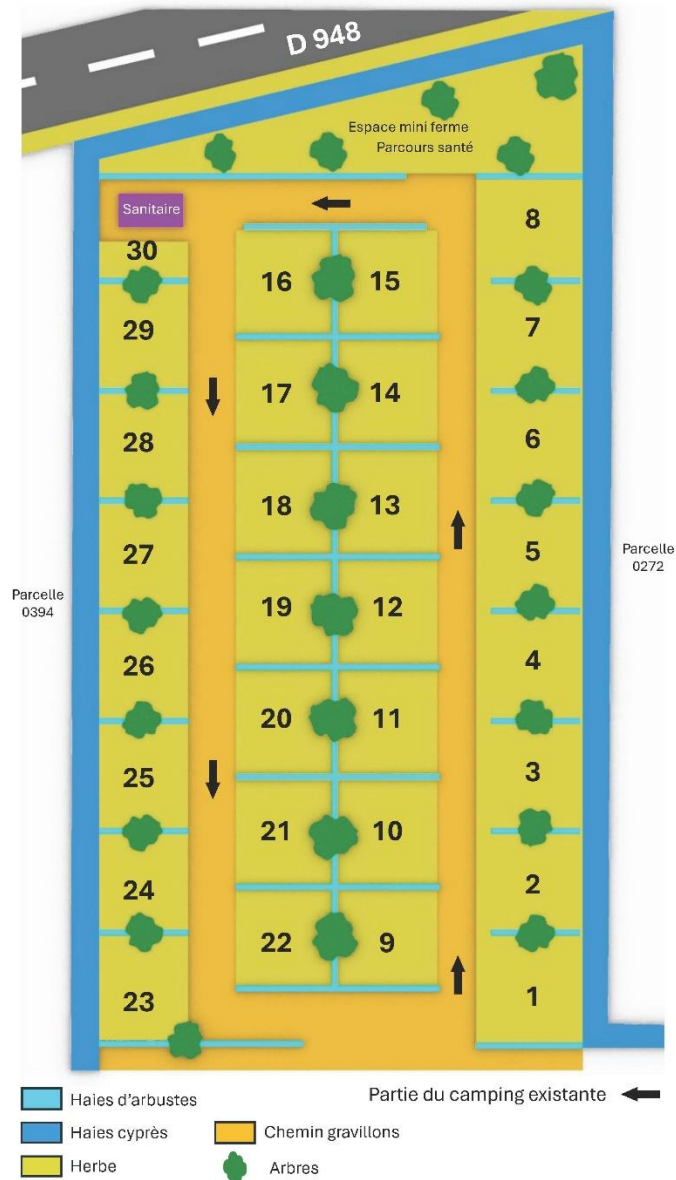 D 948
Espace mini ferme
Parcours santé
Sanitaire
8
30
16
15
7
29
17
14
6
28
18
13
5
27
Parcelle
0272
Parcelle
0394
19
12
4
26
20
11
3
25
21
10
2
24
22
9
1
23
Haies d'arbustes
Partie du camping existante
Haies cyprès
Chemin gravillons
Herbe
Arbres